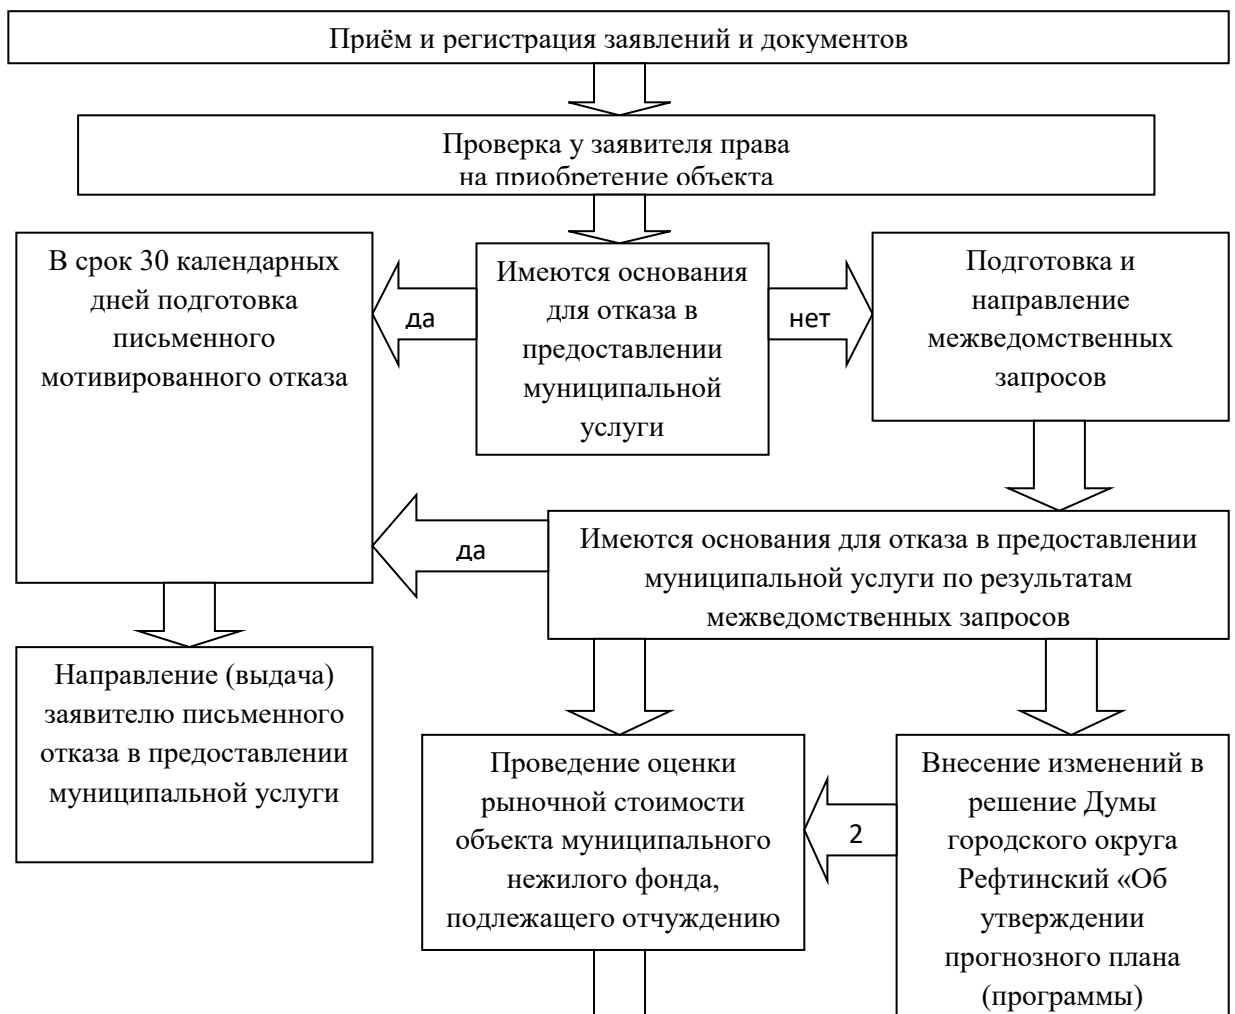 Приём и регистрация заявлений и документов
Проверка у заявителя права
на приобретение объекта
В срок 30 календарных
дней подготовка
письменного
мотивированного отказа
да
Имеются основания
для отказа в
предоставлении
муниципальной
услуги
нет
Подготовка и
направление
межведомственных
запросов
да
Имеются основания для отказа в предоставлении
муниципальной услуги по результатам
межведомственных запросов
Направление (выдача)
заявителю письменного
отказа в предоставлении
муниципальной услуги
Проведение оценки
рыночной стоимости
объекта муниципального
нежилого фонда,
подлежащего отчуждению
2
Внесение изменений в
решение Думы
городского округа
Рефтинский «Об
утверждении
прогнозного плана
(программы)